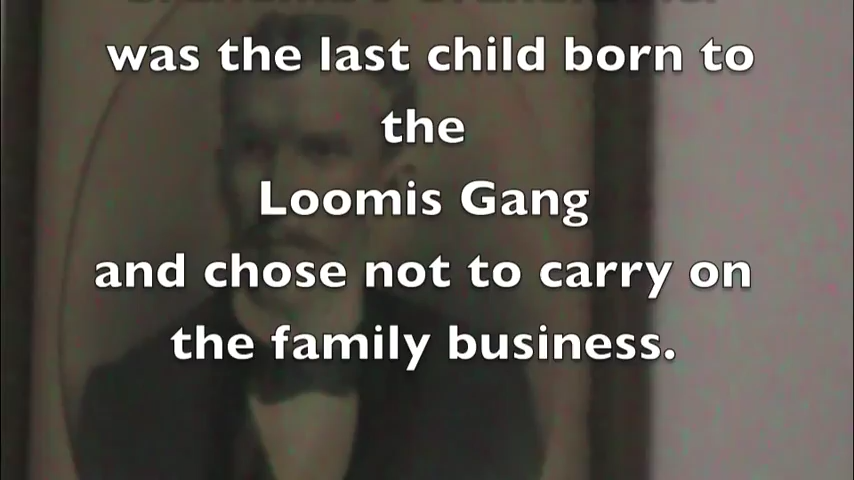 was the last child born to
the
Loomis Gang
and chose not to carry on
the family business.